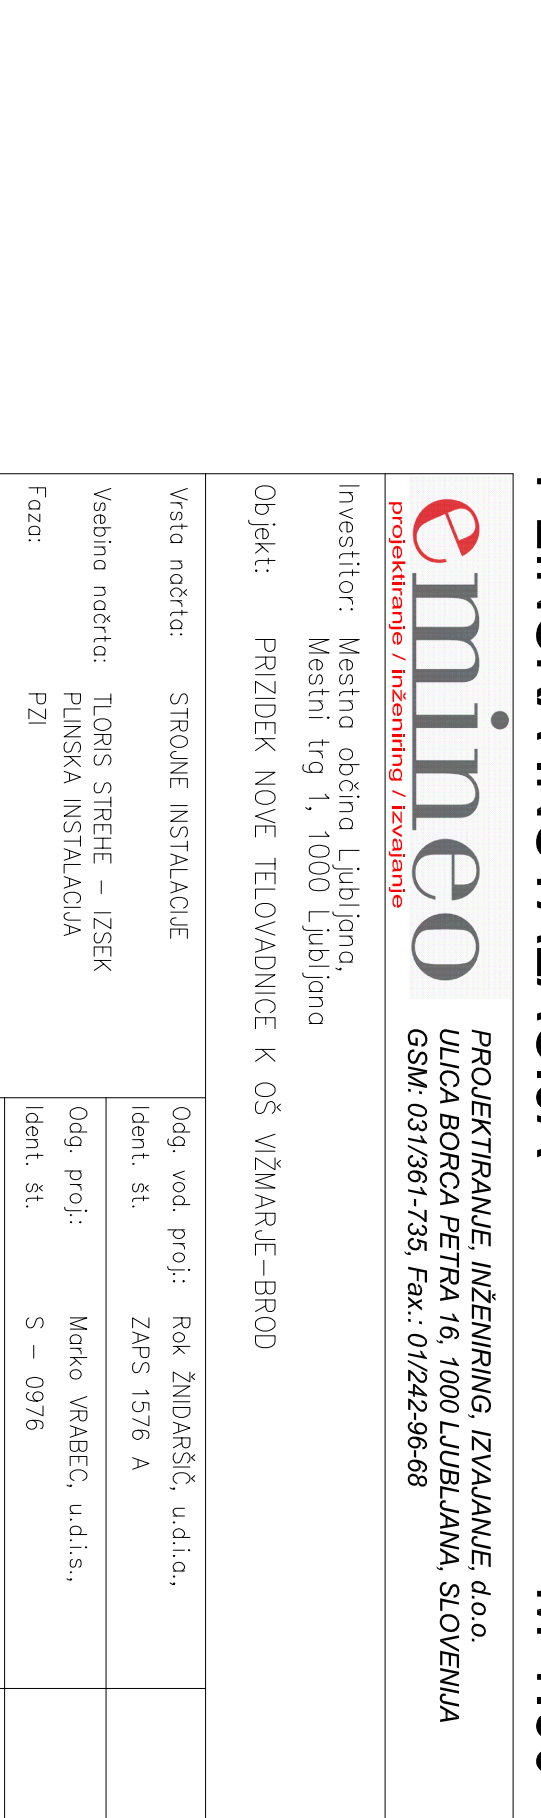 emineo
projektiranje / inženiring / izvajanje
PROJEKTIRANJE, INŽENIRING, IZVAJANJE, d.o.o.
ULICA BORCA PETRA 16, 1000 LJUBLJANA, SLOVENIJA
GSM: 031/361-735, Fax.: 01/242-96-68
Investitor: Mestna občina Ljubljana,
Mestni trg 1, 1000 Ljubljana
Objekt: PRIZIDEK NOVE TELOVADNICE K OŠ VIŽMARJE–BROD
Vrsta načrta: STROJNE INSTALACIJE
Vsebina načrta: TLORIS STREHE – IZSEK
PLINSKA INSTALACIJA
Faza: PZI
Odg. vod. proj.: Rok ŽNIDARŠIČ, u.d.i.a.,
Ident. št. ZAPS 1576 A
Odg. proj.: Marko VRABEC, u.d.i.s.,
Ident. št. S – 0976